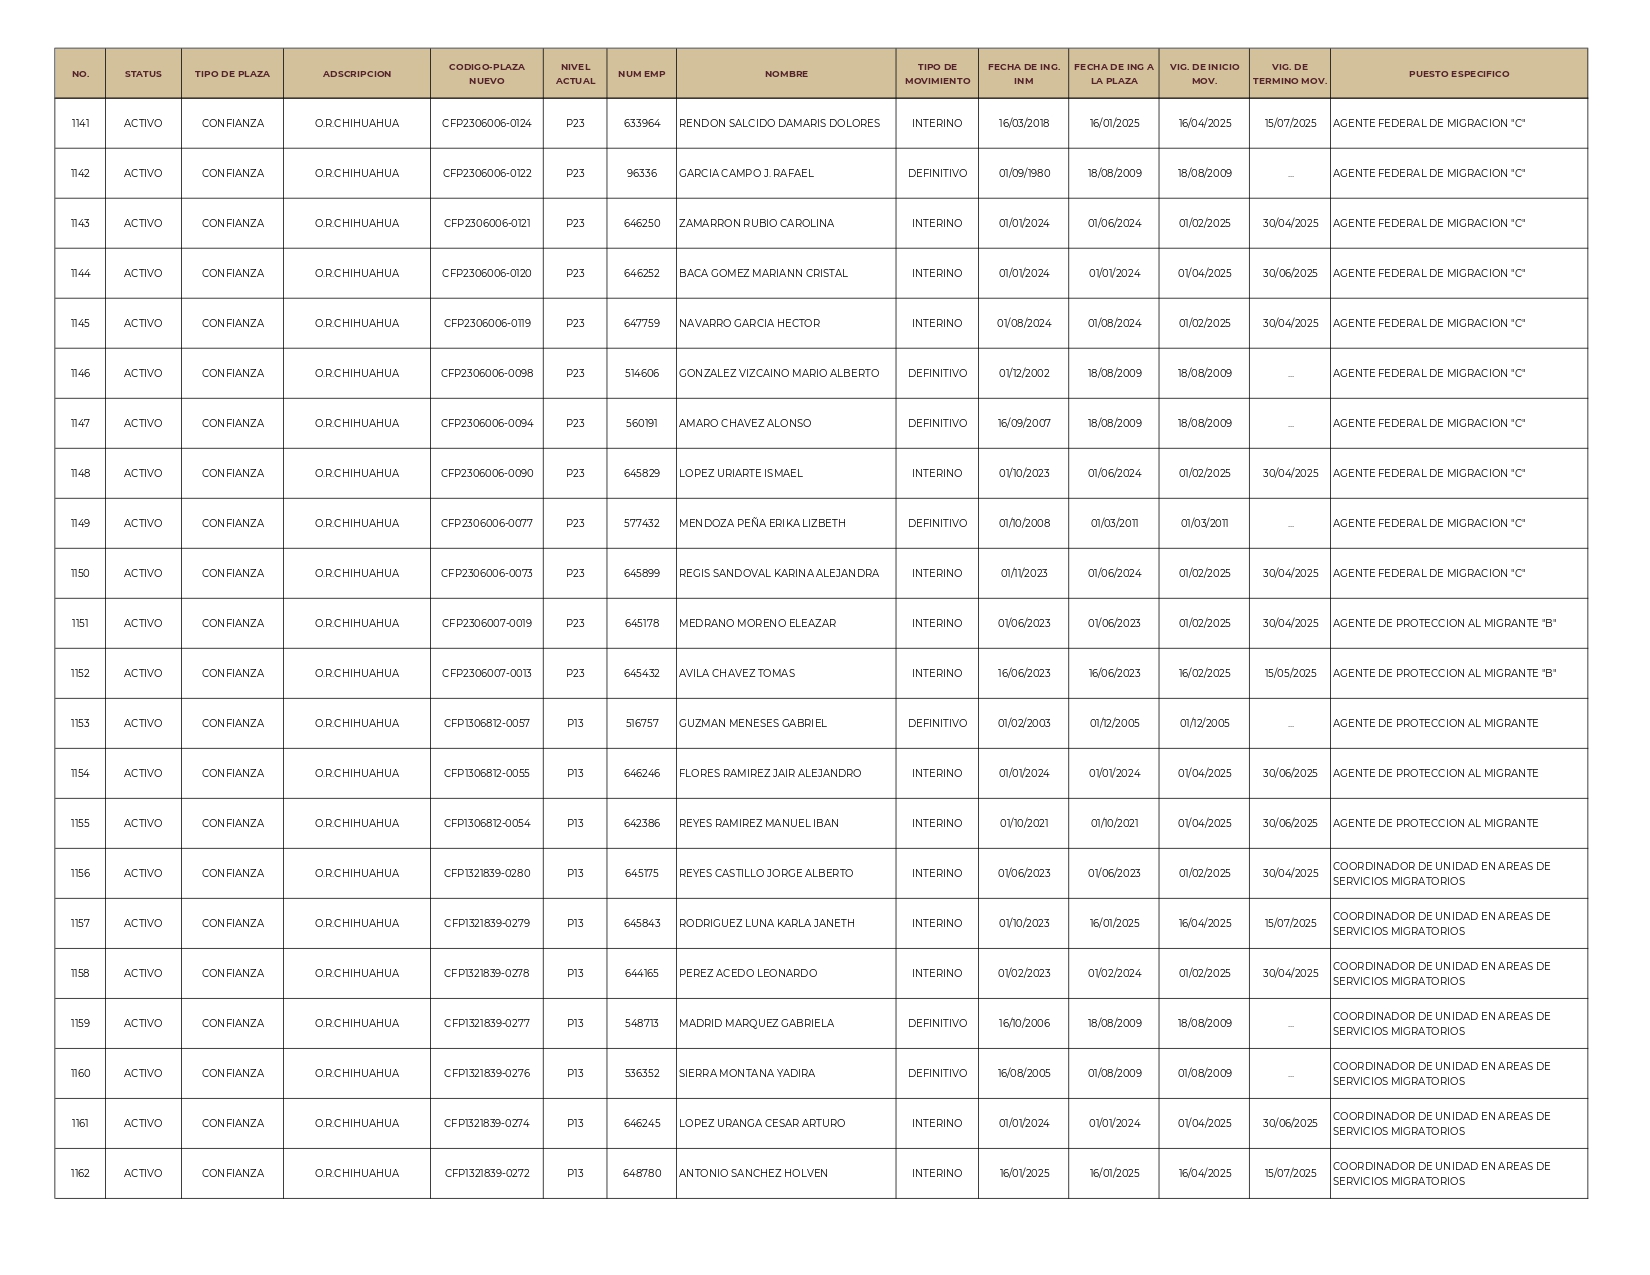 NO. STATUS TIPO DE PLAZA ADSCRIPCION CODIGO-PLAZA NUEVO NIVEL ACTUAL NUM EMP NOMBRE TIPO DE MOVIMIENTO FECHA DE ING. INM FECHA DE ING A LA PLAZA VIG. DE INICIO MOV. VIG. DE TERMINO MOV. PUESTO ESPECIFICO
1141 ACTIVO CONFIANZA O.R.CHIHUAHUA CFP2306006-0124 P23 633964 RENDON SALCIDO DAMARIS DOLORES INTERINO 16/03/2018 16/01/2025 16/04/2025 15/07/2025 AGENTE FEDERAL DE MIGRACION "C"
1142 ACTIVO CONFIANZA O.R.CHIHUAHUA CFP2306006-0122 P23 96336 GARCIA CAMPO J. RAFAEL DEFINITIVO 01/09/1980 18/08/2009 18/08/2009 ... AGENTE FEDERAL DE MIGRACION "C"
1143 ACTIVO CONFIANZA O.R.CHIHUAHUA CFP2306006-0121 P23 646250 ZAMARRON RUBIO CAROLINA INTERINO 01/01/2024 01/06/2024 01/02/2025 30/04/2025 AGENTE FEDERAL DE MIGRACION "C"
1144 ACTIVO CONFIANZA O.R.CHIHUAHUA CFP2306006-0120 P23 646252 BACA GOMEZ MARIANN CRISTAL INTERINO 01/01/2024 01/01/2024 01/04/2025 30/06/2025 AGENTE FEDERAL DE MIGRACION "C"
1145 ACTIVO CONFIANZA O.R.CHIHUAHUA CFP2306006-0119 P23 647759 NAVARRO GARCIA HECTOR INTERINO 01/08/2024 01/08/2024 01/02/2025 30/04/2025 AGENTE FEDERAL DE MIGRACION "C"
1146 ACTIVO CONFIANZA O.R.CHIHUAHUA CFP2306006-0098 P23 514606 GONZALEZ VIZCAINO MARIO ALBERTO DEFINITIVO 01/12/2002 18/08/2009 18/08/2009 ... AGENTE FEDERAL DE MIGRACION "C"
1147 ACTIVO CONFIANZA O.R.CHIHUAHUA CFP2306006-0094 P23 560191 AMARO CHAVEZ ALONSO DEFINITIVO 16/09/2007 18/08/2009 18/08/2009 ... AGENTE FEDERAL DE MIGRACION "C"
1148 ACTIVO CONFIANZA O.R.CHIHUAHUA CFP2306006-0090 P23 645829 LOPEZ URIARTE ISMAEL INTERINO 01/10/2023 01/06/2024 01/02/2025 30/04/2025 AGENTE FEDERAL DE MIGRACION "C"
1149 ACTIVO CONFIANZA O.R.CHIHUAHUA CFP2306006-0077 P23 577432 MENDOZA PEÑA ERIKA LIZBETH DEFINITIVO 01/10/2008 01/03/2011 01/03/2011 ... AGENTE FEDERAL DE MIGRACION "C"
1150 ACTIVO CONFIANZA O.R.CHIHUAHUA CFP2306006-0073 P23 645899 REGIS SANDOVAL KARINA ALEJANDRA INTERINO 01/11/2023 01/06/2024 01/02/2025 30/04/2025 AGENTE FEDERAL DE MIGRACION "C"
1151 ACTIVO CONFIANZA O.R.CHIHUAHUA CFP2306007-0019 P23 645178 MEDRANO MORENO ELEAZAR INTERINO 01/06/2023 01/06/2023 01/02/2025 30/04/2025 AGENTE DE PROTECCION AL MIGRANTE "B"
1152 ACTIVO CONFIANZA O.R.CHIHUAHUA CFP2306007-0013 P23 645432 AVILA CHAVEZ TOMAS INTERINO 16/06/2023 16/06/2023 16/02/2025 15/05/2025 AGENTE DE PROTECCION AL MIGRANTE "B"
1153 ACTIVO CONFIANZA O.R.CHIHUAHUA CFP1306812-0057 P13 516757 GUZMAN MENESES GABRIEL DEFINITIVO 01/02/2003 01/12/2005 01/12/2005 ... AGENTE DE PROTECCION AL MIGRANTE
1154 ACTIVO CONFIANZA O.R.CHIHUAHUA CFP1306812-0055 P13 646246 FLORES RAMIREZ JAIR ALEJANDRO INTERINO 01/01/2024 01/01/2024 01/04/2025 30/06/2025 AGENTE DE PROTECCION AL MIGRANTE
1155 ACTIVO CONFIANZA O.R.CHIHUAHUA CFP1306812-0054 P13 642386 REYES RAMIREZ MANUEL IBAN INTERINO 01/10/2021 01/10/2021 01/04/2025 30/06/2025 AGENTE DE PROTECCION AL MIGRANTE
1156 ACTIVO CONFIANZA O.R.CHIHUAHUA CFP1321839-0280 P13 645175 REYES CASTILLO JORGE ALBERTO INTERINO 01/06/2023 01/06/2023 01/02/2025 30/04/2025 COORDINADOR DE UNIDAD EN AREAS DE SERVICIOS MIGRATORIOS
1157 ACTIVO CONFIANZA O.R.CHIHUAHUA CFP1321839-0279 P13 645843 RODRIGUEZ LUNA KARLA JANETH INTERINO 01/10/2023 16/01/2025 16/04/2025 15/07/2025 COORDINADOR DE UNIDAD EN AREAS DE SERVICIOS MIGRATORIOS
1158 ACTIVO CONFIANZA O.R.CHIHUAHUA CFP1321839-0278 P13 644165 PEREZ ACEDO LEONARDO INTERINO 01/02/2023 01/02/2024 01/02/2025 30/04/2025 COORDINADOR DE UNIDAD EN AREAS DE SERVICIOS MIGRATORIOS
1159 ACTIVO CONFIANZA O.R.CHIHUAHUA CFP1321839-0277 P13 548713 MADRID MARQUEZ GABRIELA DEFINITIVO 16/10/2006 18/08/2009 18/08/2009 ... COORDINADOR DE UNIDAD EN AREAS DE SERVICIOS MIGRATORIOS
1160 ACTIVO CONFIANZA O.R.CHIHUAHUA CFP1321839-0276 P13 536352 SIERRA MONTANA YADIRA DEFINITIVO 16/08/2005 01/08/2009 01/08/2009 ... COORDINADOR DE UNIDAD EN AREAS DE SERVICIOS MIGRATORIOS
1161 ACTIVO CONFIANZA O.R.CHIHUAHUA CFP1321839-0274 P13 646245 LOPEZ URANGA CESAR ARTURO INTERINO 01/01/2024 01/01/2024 01/04/2025 30/06/2025 COORDINADOR DE UNIDAD EN AREAS DE SERVICIOS MIGRATORIOS
1162 ACTIVO CONFIANZA O.R.CHIHUAHUA CFP1321839-0272 P13 648780 ANTONIO SANCHEZ HOLVEN INTERINO 16/01/2025 16/01/2025 16/04/2025 15/07/2025 COORDINADOR DE UNIDAD EN AREAS DE SERVICIOS MIGRATORIOS